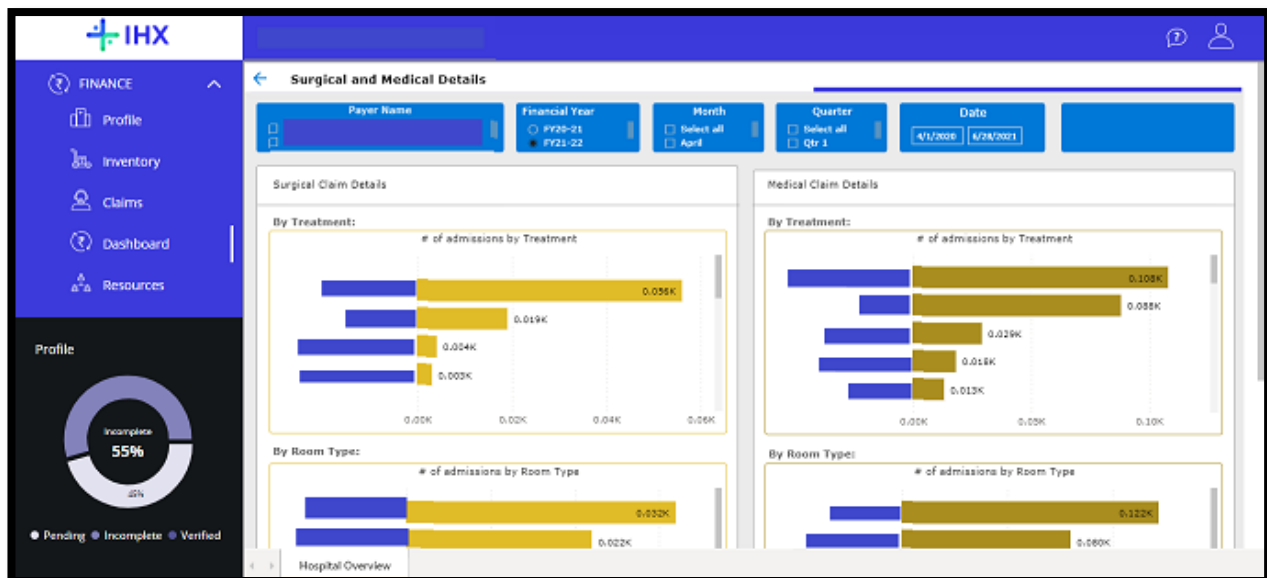 IHX
FINANCE
Profile
Inventory
Claims
Dashboard
Resources
Profile
Incomplete
55%
45%
Pending Incomplete Verified
Surgical and Medical Details
Payer Name
Financial Year
FY20-21
FY21-22
Month
Select all
April
Quarter
Select all
Qtr 1
Date
4/1/2020 6/28/2021
Surgical Claim Details
By Treatment:
# of admissions by Treatment
0.056K
0.019K
0.004K
0.003K
0.00K 0.02K 0.04K 0.06K
By Room Type:
# of admissions by Room Type
0.032K
0.022K
Medical Claim Details
By Treatment:
# of admissions by Treatment
0.108K
0.088K
0.029K
0.013K
0.00K 0.05K 0.10K
By Room Type:
# of admissions by Room Type
0.122K
0.080K
Hospital Overview